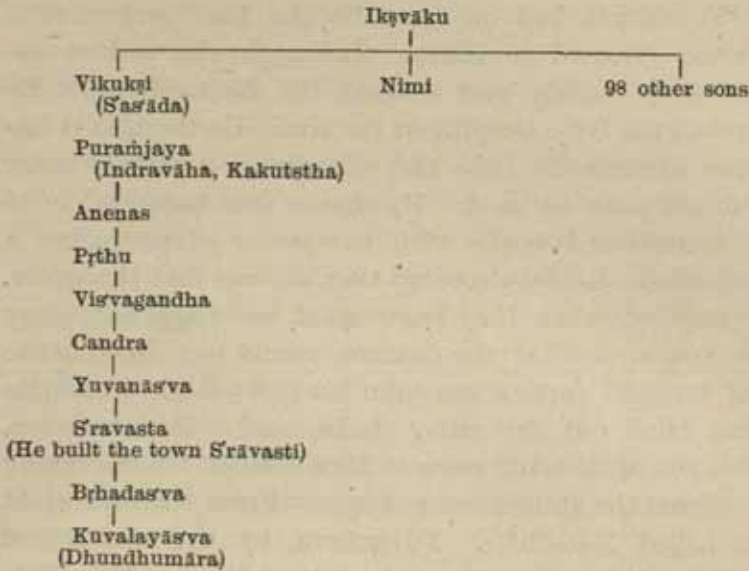 Ikṣvāku
Vikukṣi Nimi 98 other sons
(S'as'āda)
Puraṁjaya
(Indravāha, Kakutstha)
Anenas
Pṛthu
Vis'vagandha
Candra
Yuvanās'va
S'ravasta
(He built the town S'rāvasti)
Bṛhadas'va
Kuvalayās'va
(Dhundhumāra)